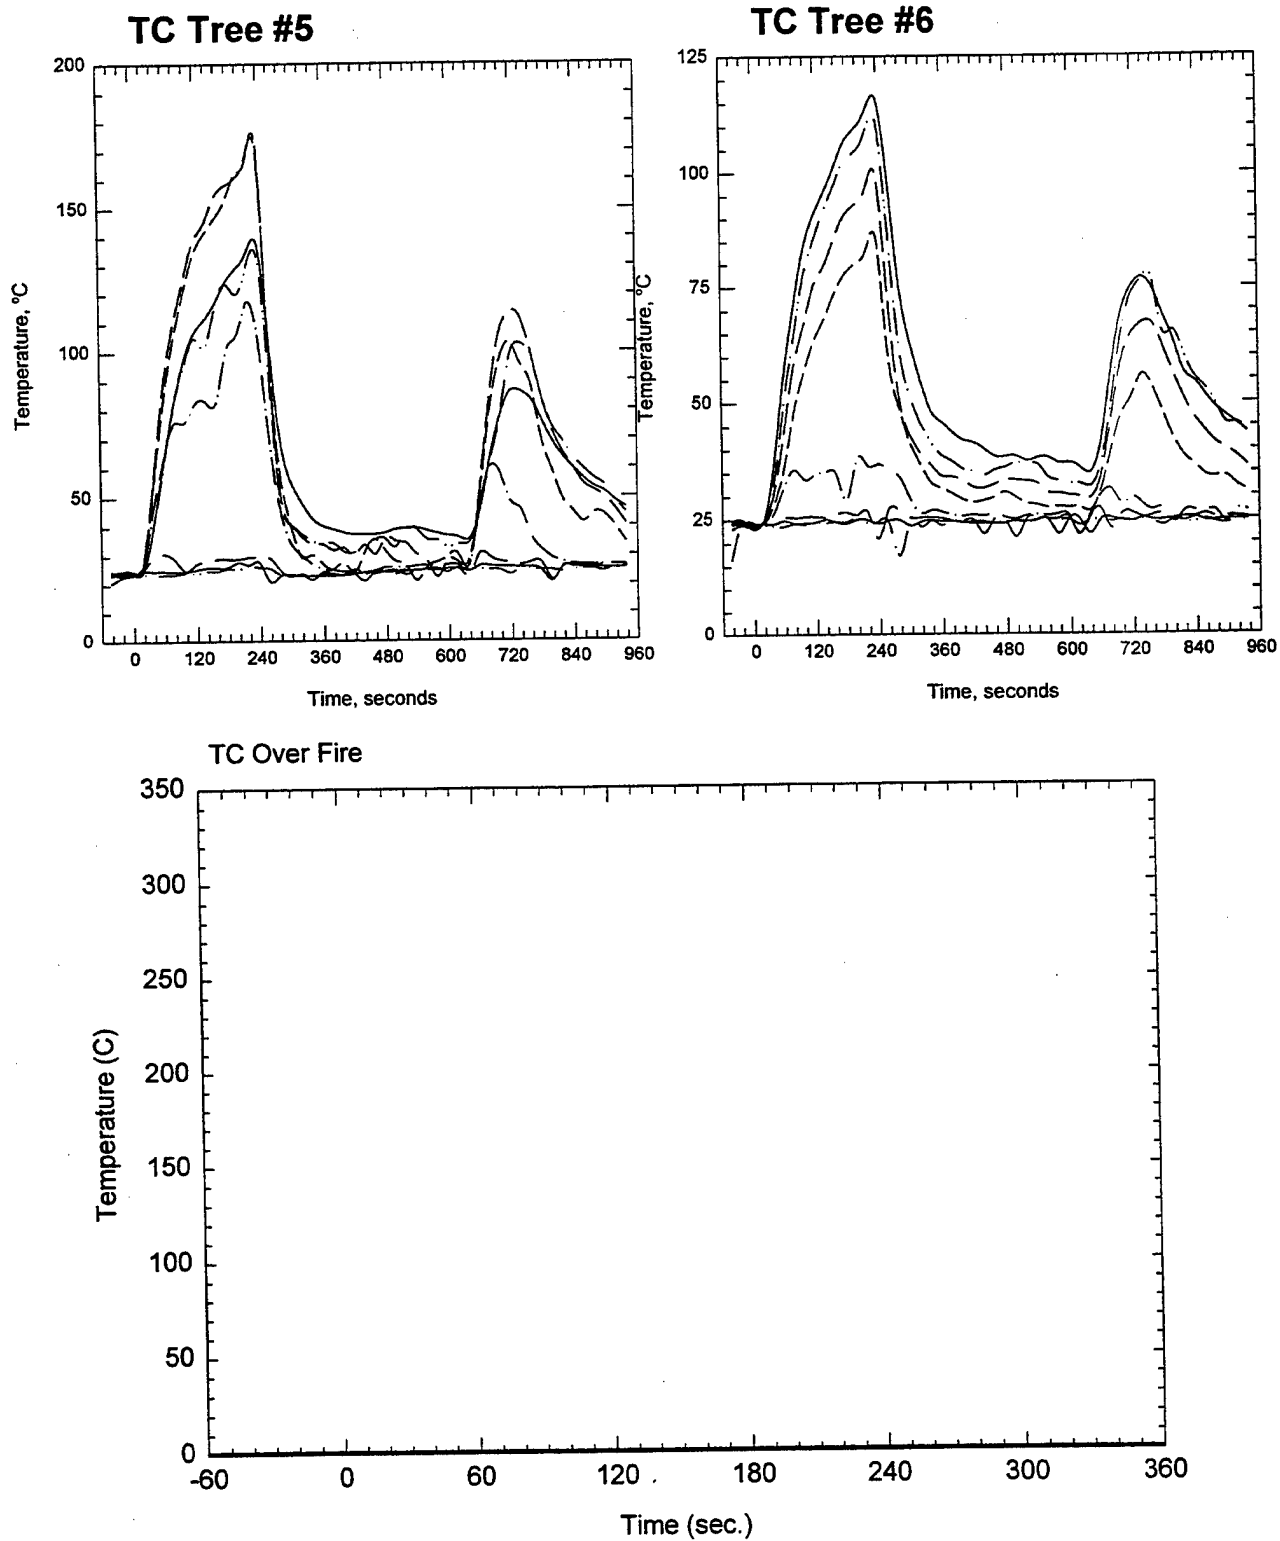 TC Tree #5
200
150
100
50
0
Temperature, °C
0 120 240 360 480 600 720 840 960
Time, seconds
TC Tree #6
125
100
75
50
25
0
Temperature, °C
0 120 240 360 480 600 720 840 960
Time, seconds
TC Over Fire
350
300
250
200
150
100
50
0
Temperature (C)
-60 0 60 120 180 240 300 360
Time (sec.)